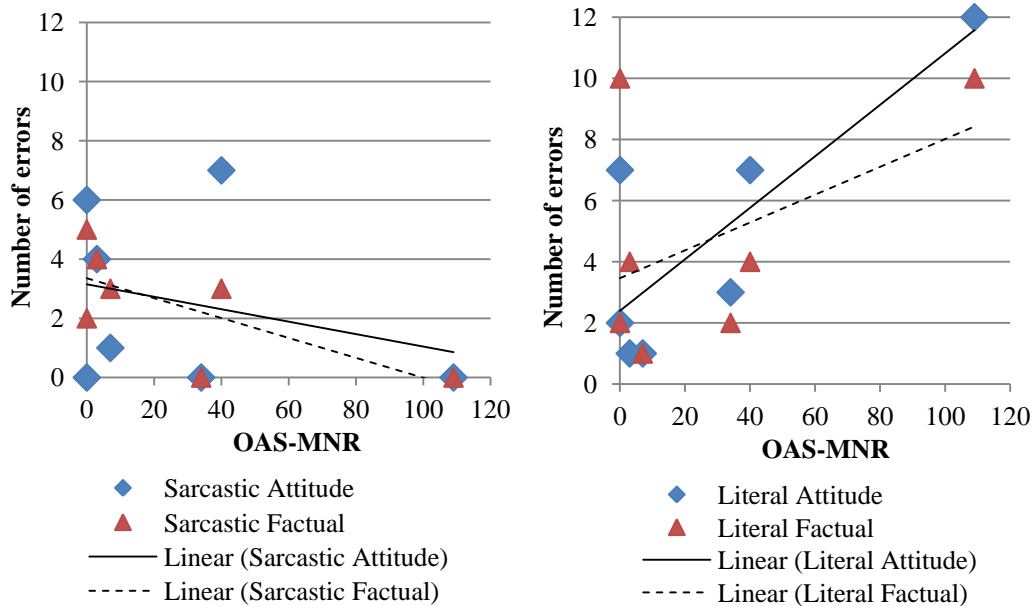 12
10
8
6
4
2
0
Number of errors
0 20 40 60 80 100 120
OAS-MNR
Sarcastic Attitude
Sarcastic Factual
Linear (Sarcastic Attitude)
Linear (Sarcastic Factual)
12
10
8
6
4
2
0
Number of errors
0 20 40 60 80 100 120
OAS-MNR
Literal Attitude
Literal Factual
Linear (Literal Attitude)
Linear (Literal Factual)